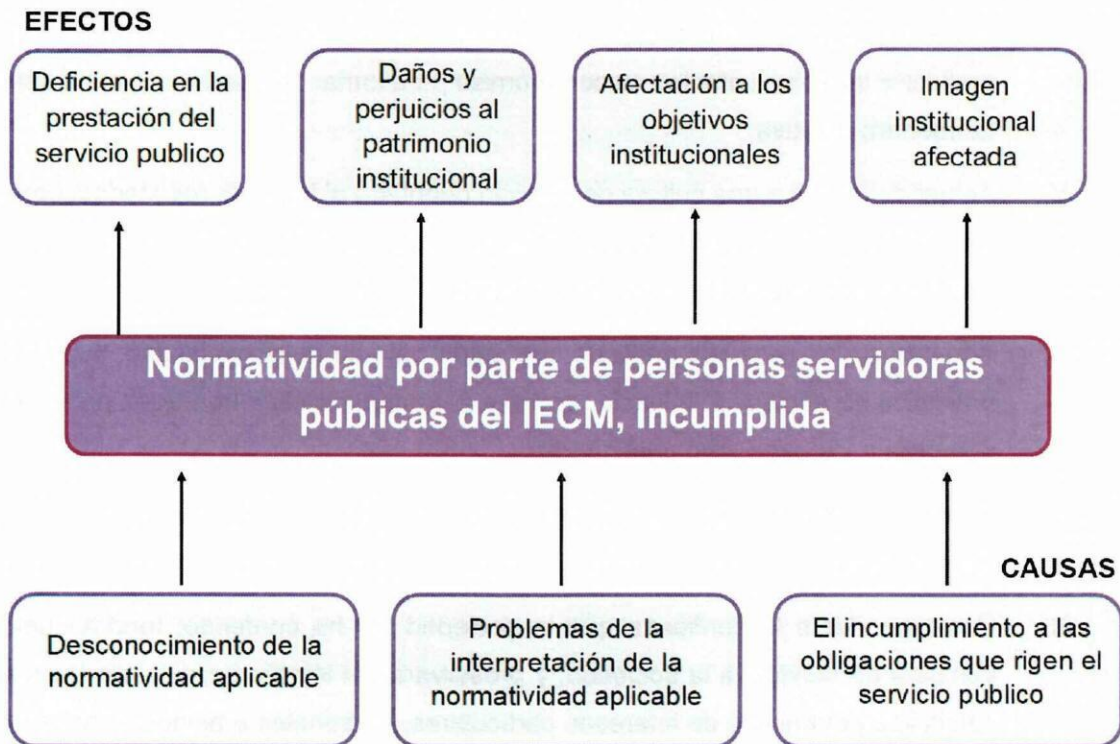 EFECTOS
Deficiencia en la
prestación del
servicio publico
Daños y
perjuicios al
patrimonio
institucional
Afectación a los
objetivos
institucionales
Imagen
institucional
afectada
Normatividad por parte de personas servidoras
públicas del IECM, Incumplida
CAUSAS
Desconocimiento de la
normatividad aplicable
Problemas de la
interpretación de la
normatividad aplicable
El incumplimiento a las
obligaciones que rigen el
servicio público